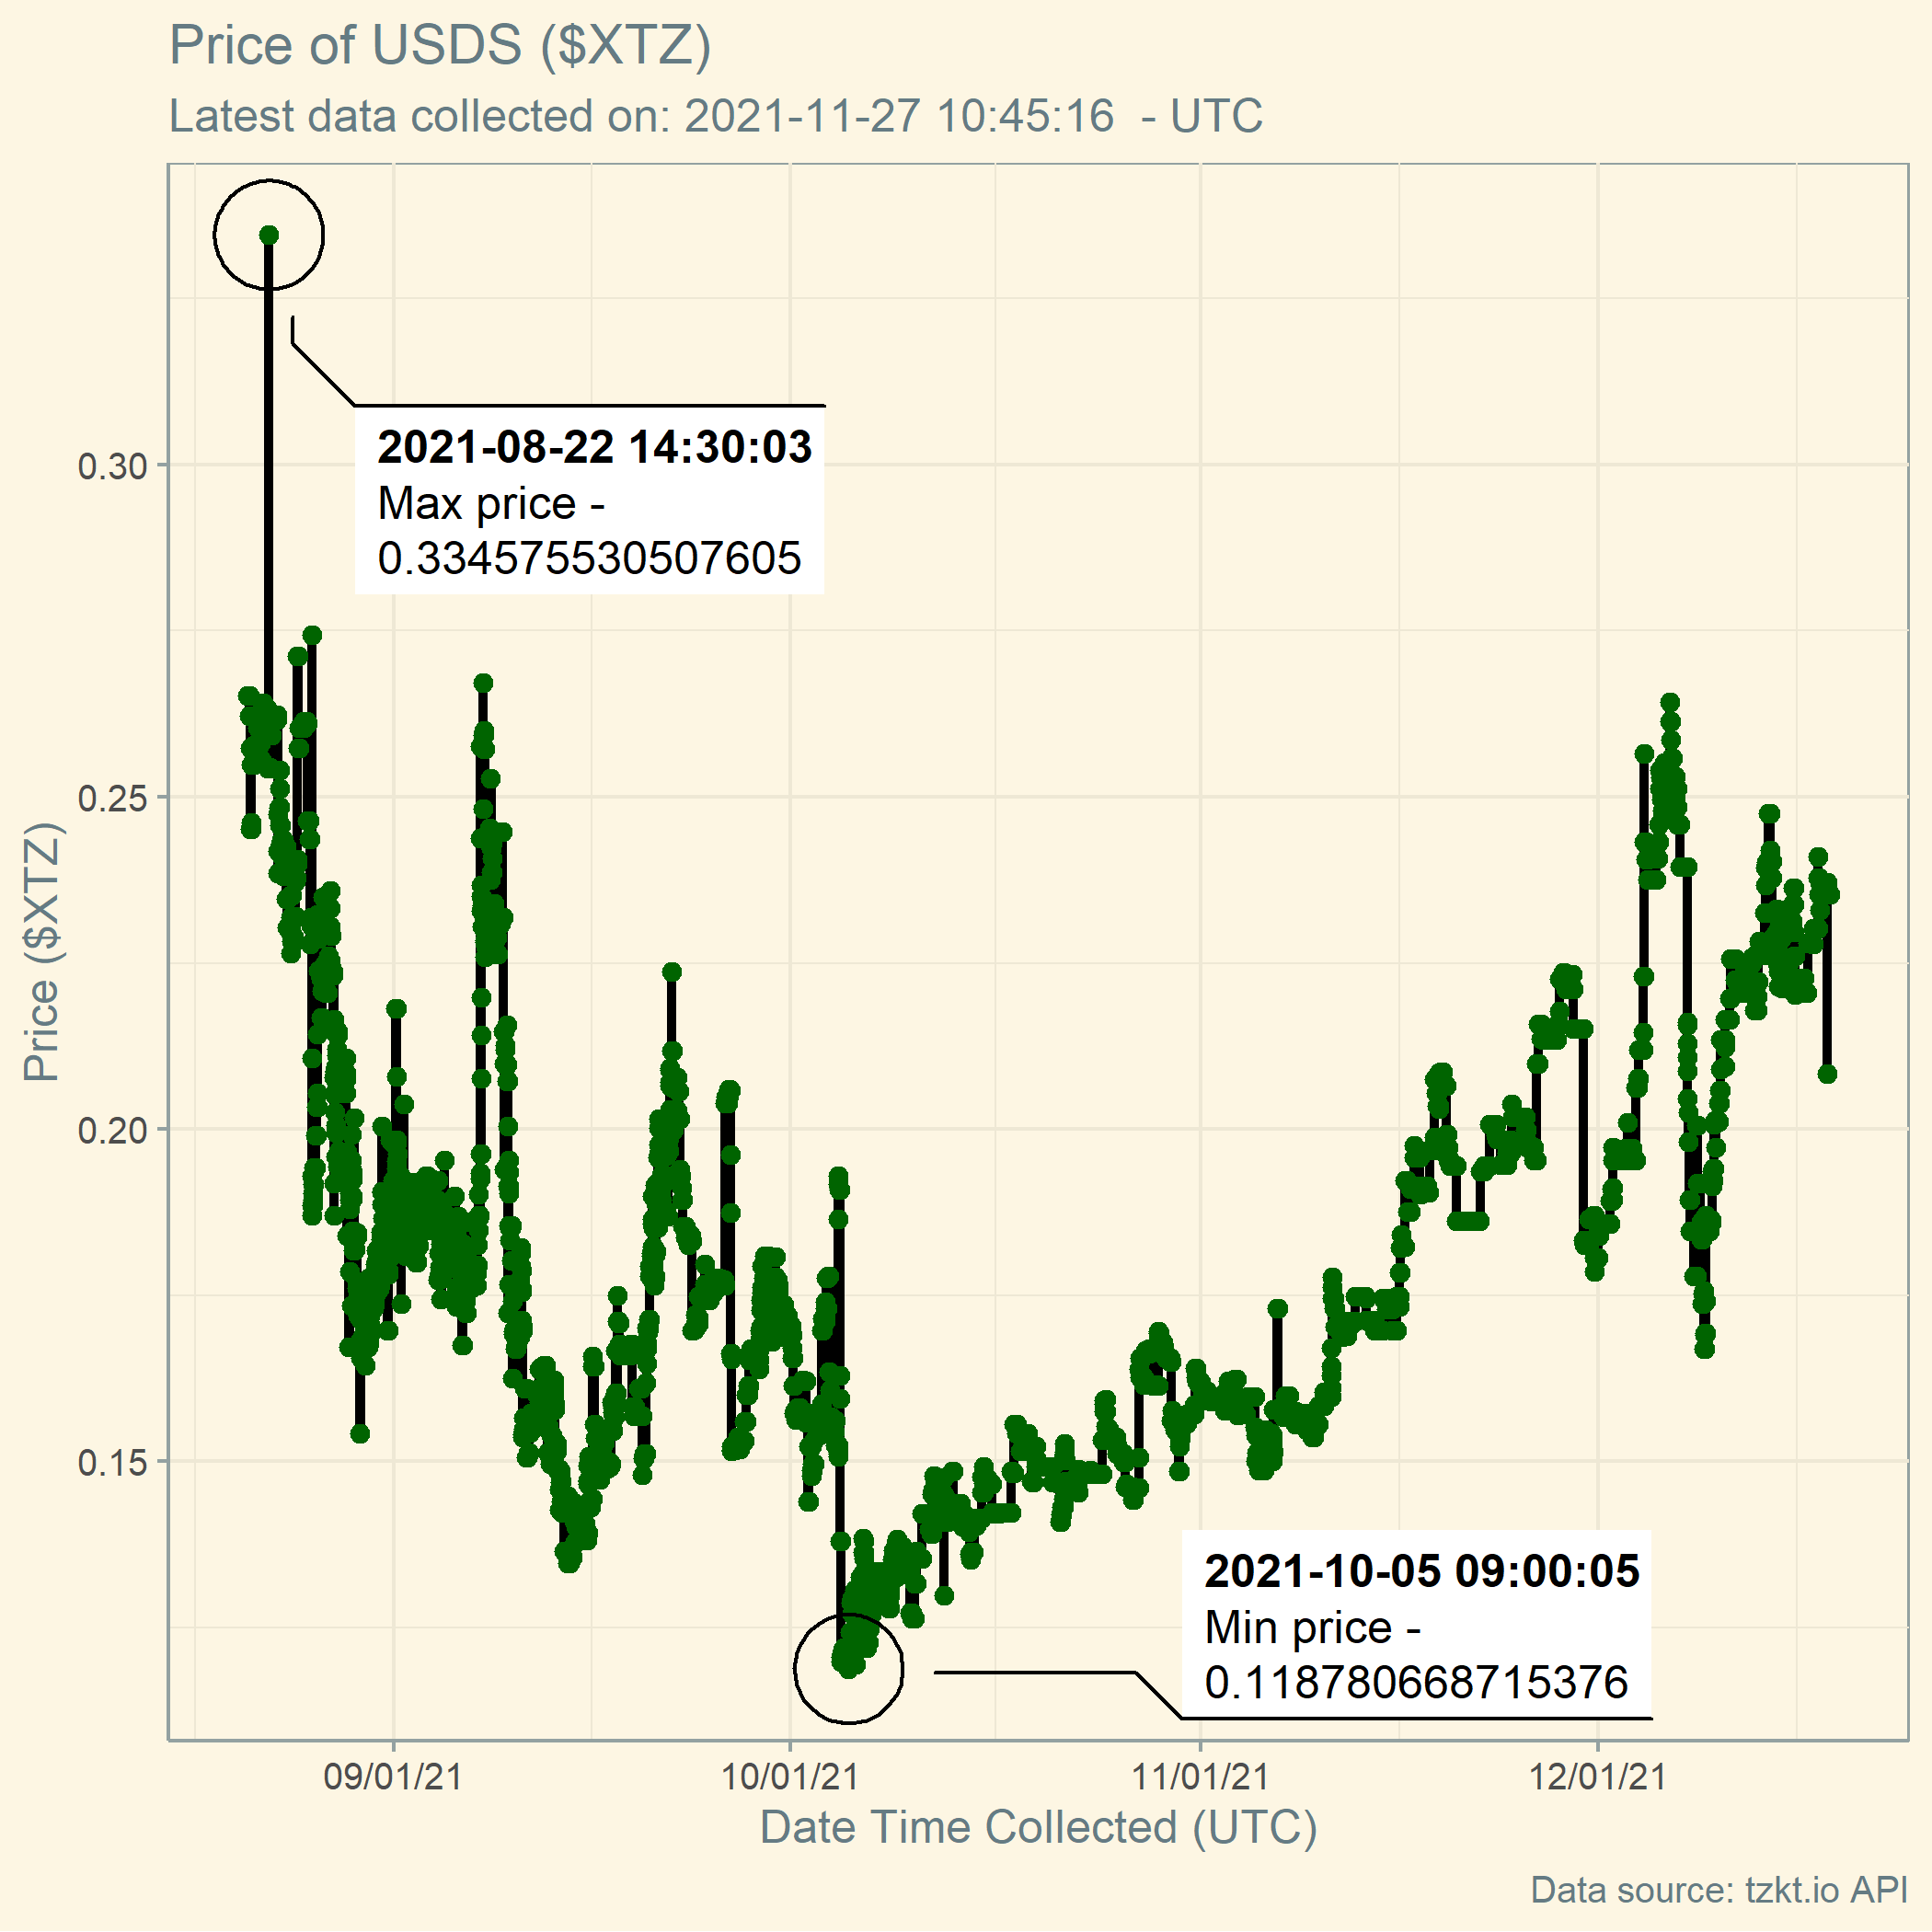 Price of USDS ($XTZ)
Latest data collected on: 2021-11-27 10:45:16  - UTC
2021-08-22 14:30:03
Max price -
0.334575530507605
0.30
0.25
0.20
0.15
Price ($XTZ)
2021-10-05 09:00:05
Min price -
0.118780668715376
09/01/21
10/01/21
11/01/21
12/01/21
Date Time Collected (UTC)
Data source: tzkt.io API